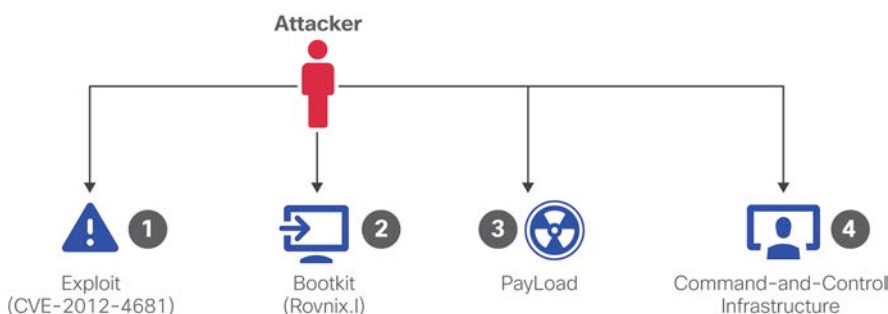 Attacker
1
2
3
4
Exploit
(CVE-2012-4681)
Bootkit
(Rovnix.I)
PayLoad
Command-and-Control
Infrastructure